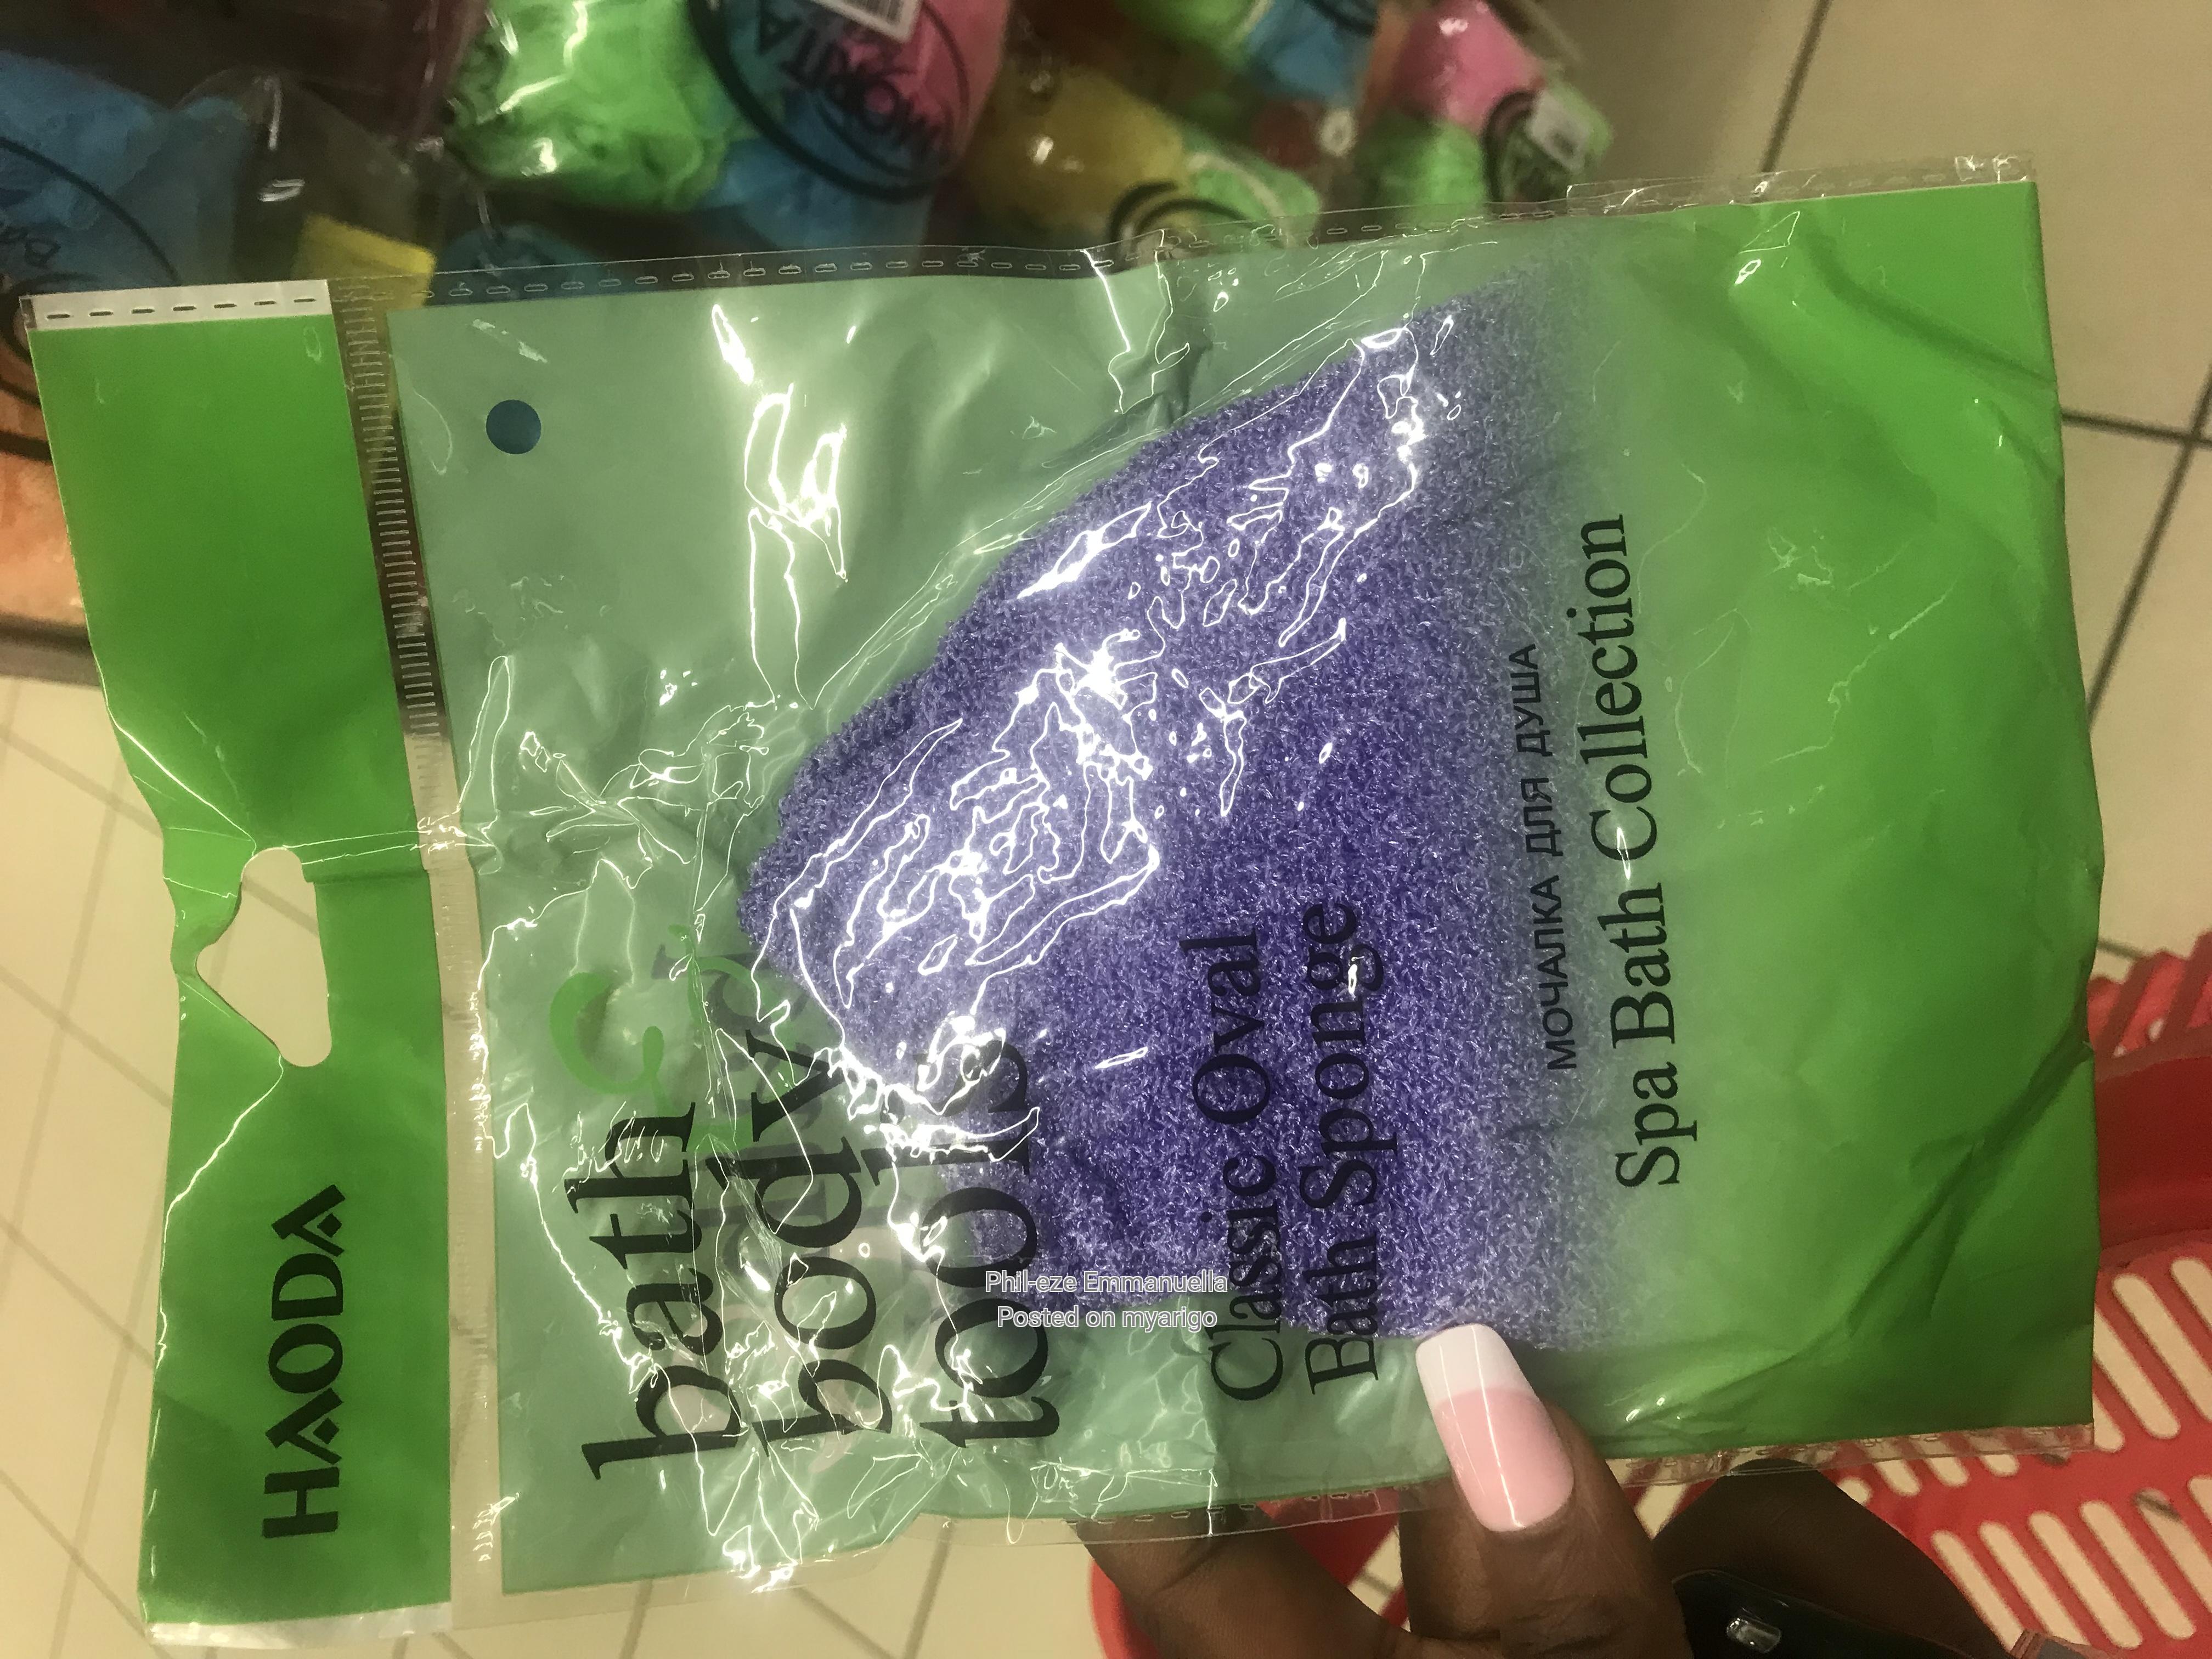 HAODA
bath &
body
tools
Classic Oval
Bath Sponge
МОЧАЛКА ДЛЯ ДУША
Spa Bath Collection
Phil-eze Emmanuella
Posted on myarigo